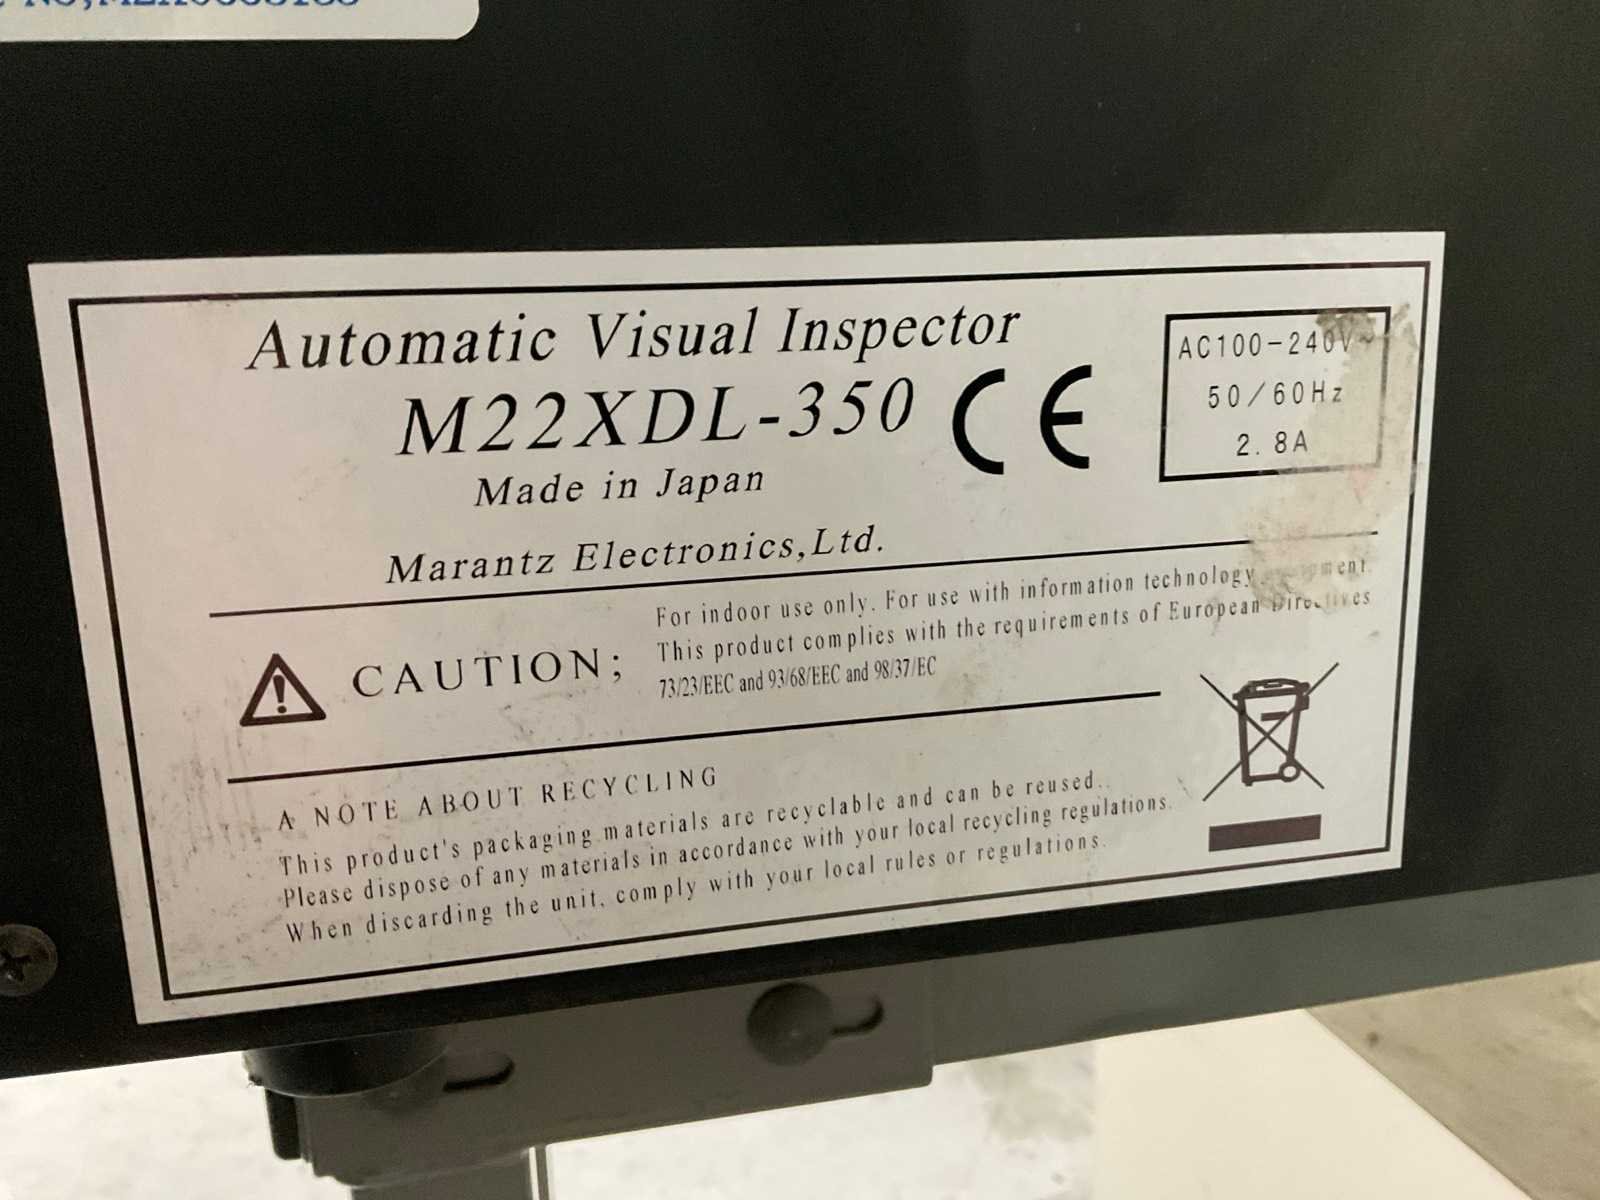 Automatic Visual Inspector
M22XDL-350 CE
Made in Japan
Marantz Electronics,Ltd.
AC100-240V~
50/60Hz
2.8A
CAUTION;
For indoor use only. For use with information technology
This product complies with the requirements of European Directives
73/23/EEC and 93/68/EEC and 98/37/EC
A NOTE ABOUT RECYCLING
This product's packaging materials are recyclable and can be reused.
Please dispose of any materials in accordance with your local recycling regulations.
When discarding the unit, comply with your local rules or regulations.